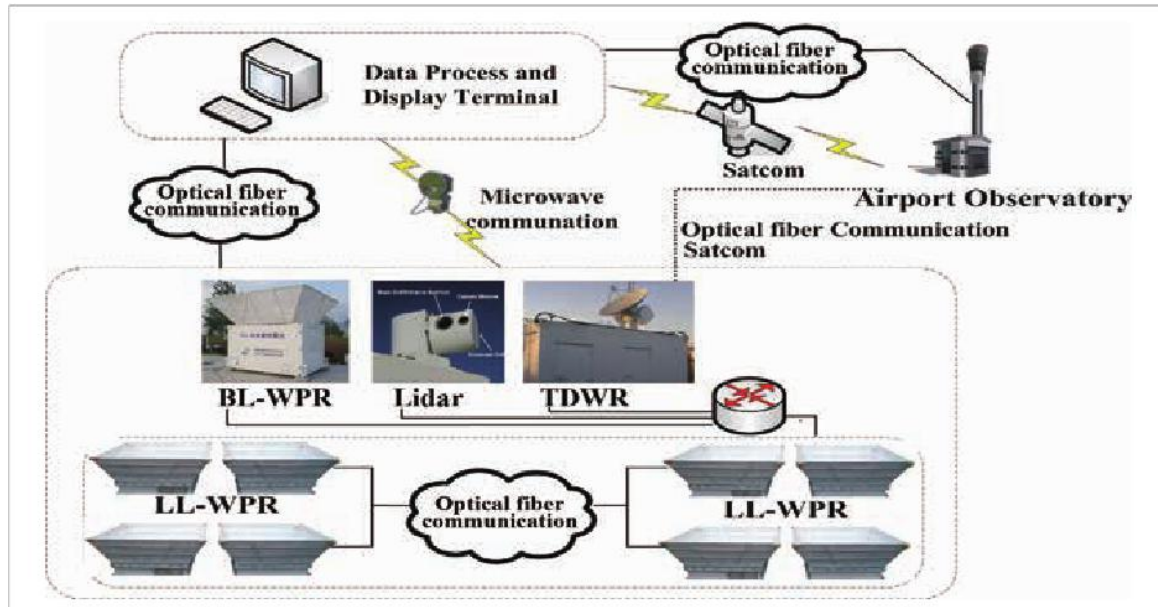 Optical fiber
communication
Data Process and
Display Terminal
Satcom
Airport Observatory
Optical fiber
communication
Microwave
communation
Optical fiber Communication
Satcom
BL-WPR
Lidar
TDWR
LL-WPR
Optical fiber
communication
LL-WPR